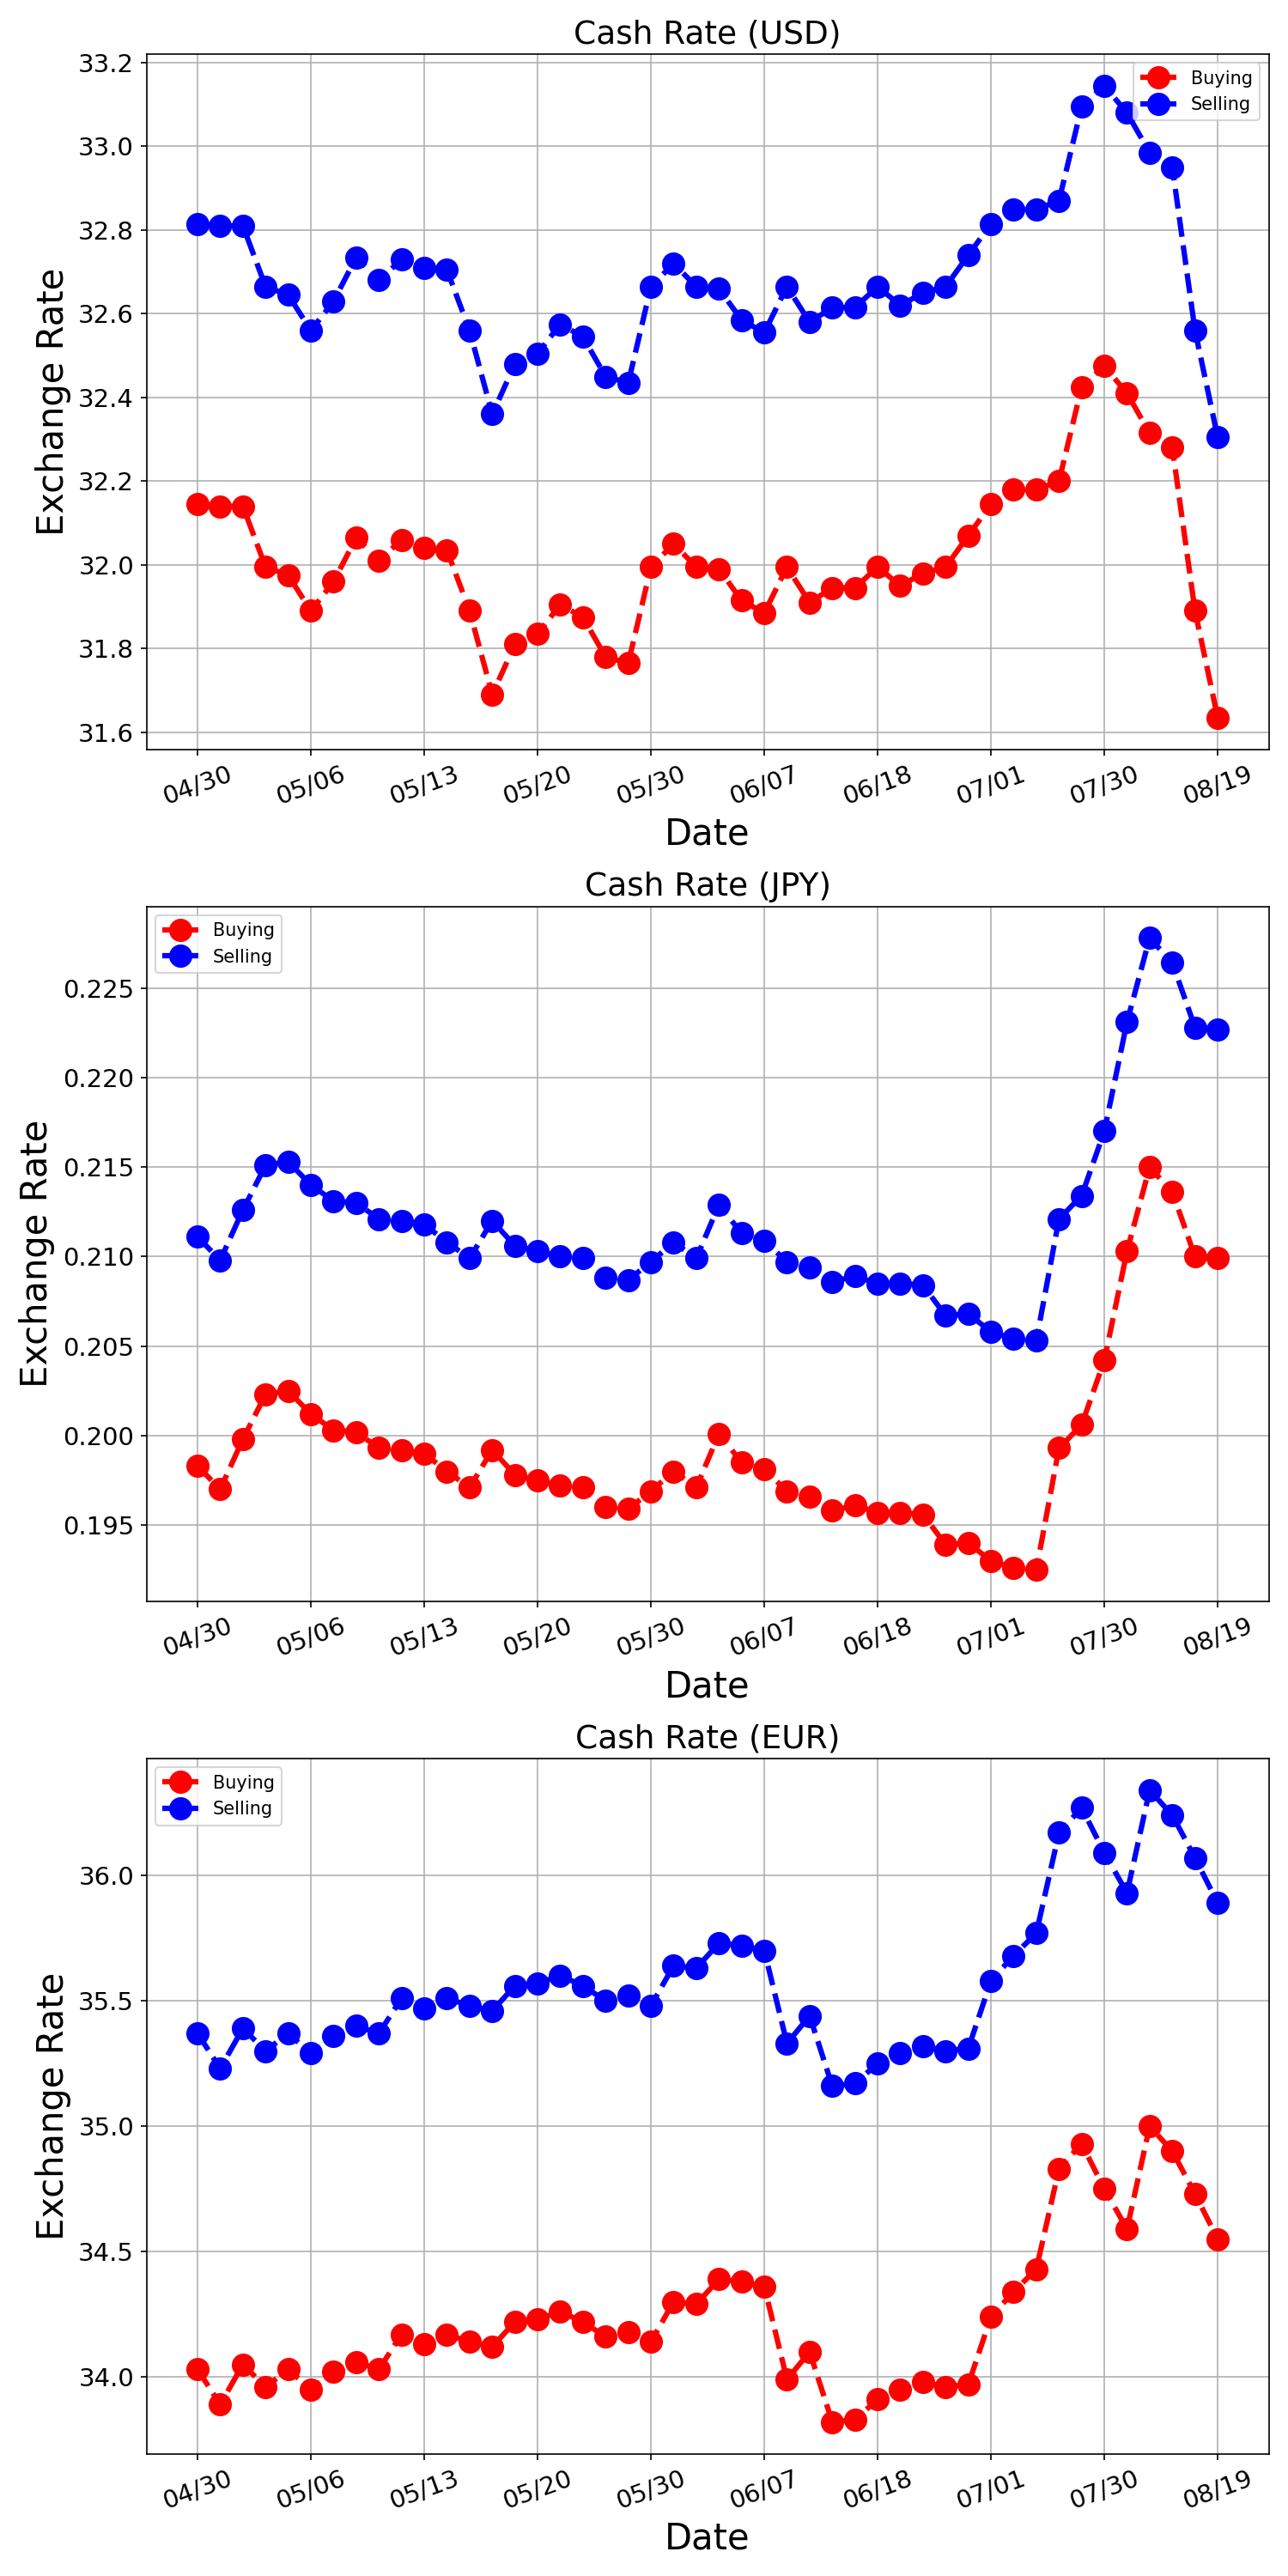 Cash Rate (USD)
33.2
33.0
32.8
32.6
32.4
32.2
32.0
31.8
31.6
Exchange Rate
Buying
Selling
04/30 05/06 05/13 05/20 05/30 06/07 06/18 07/01 07/30 08/19
Date
Cash Rate (JPY)
0.225
0.220
0.215
0.210
0.205
0.200
0.195
Exchange Rate
Buying
Selling
04/30 05/06 05/13 05/20 05/30 06/07 06/18 07/01 07/30 08/19
Date
Cash Rate (EUR)
36.0
35.5
35.0
34.5
34.0
Exchange Rate
Buying
Selling
04/30 05/06 05/13 05/20 05/30 06/07 06/18 07/01 07/30 08/19
Date